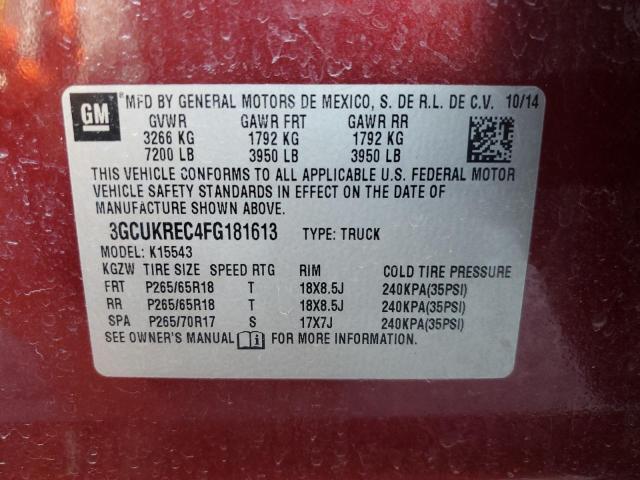 GM
® MFD BY GENERAL MOTORS DE MEXICO, S. DE R.L. DE C.V. 10/14
GVWR GAWR FRT GAWR RR
3266 KG 1792 KG 1792 KG
7200 LB 3950 LB 3950 LB
THIS VEHICLE CONFORMS TO ALL APPLICABLE U.S. FEDERAL MOTOR
VEHICLE SAFETY STANDARDS IN EFFECT ON THE DATE OF
MANUFACTURE SHOWN ABOVE.
3GCUKREC4FG181613 TYPE: TRUCK
MODEL: K15543
KGZW TIRE SIZE SPEED RTG RIM COLD TIRE PRESSURE
FRT P265/65R18 T 18X8.5J 240KPA(35PSI)
RR P265/65R18 T 18X8.5J 240KPA(35PSI)
SPA P265/70R17 S 17X7J 240KPA(35PSI)
SEE OWNER'S MANUAL i FOR MORE INFORMATION.